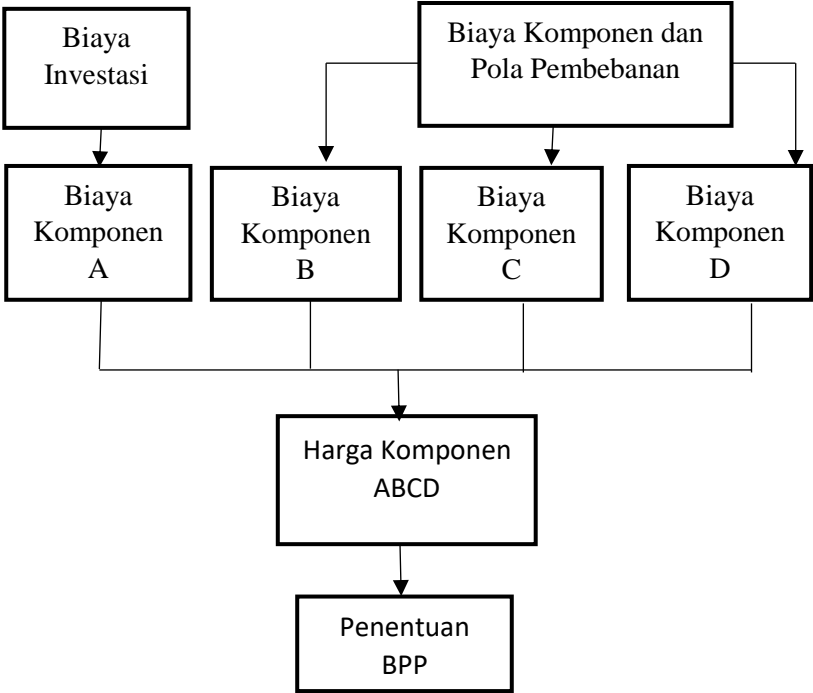 Biaya
Investasi
Biaya Komponen dan
Pola Pembebanan
Biaya
Komponen
A
Biaya
Komponen
B
Biaya
Komponen
C
Biaya
Komponen
D
Harga Komponen
ABCD
Penentuan
BPP